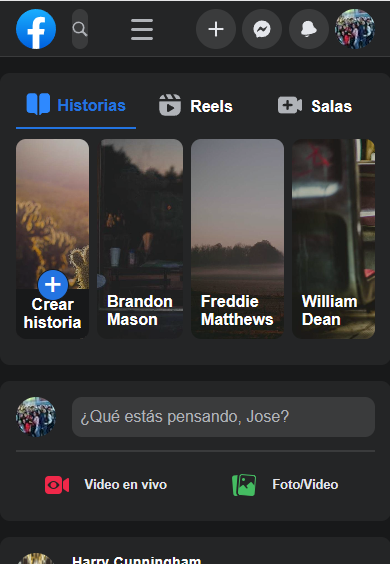 Historias
Reels
Salas
Crear
historia
Brandon
Mason
Freddie
Matthews
William
Dean
¿Qué estás pensando, Jose?
Video en vivo
Foto/Video
Harry Cunningham